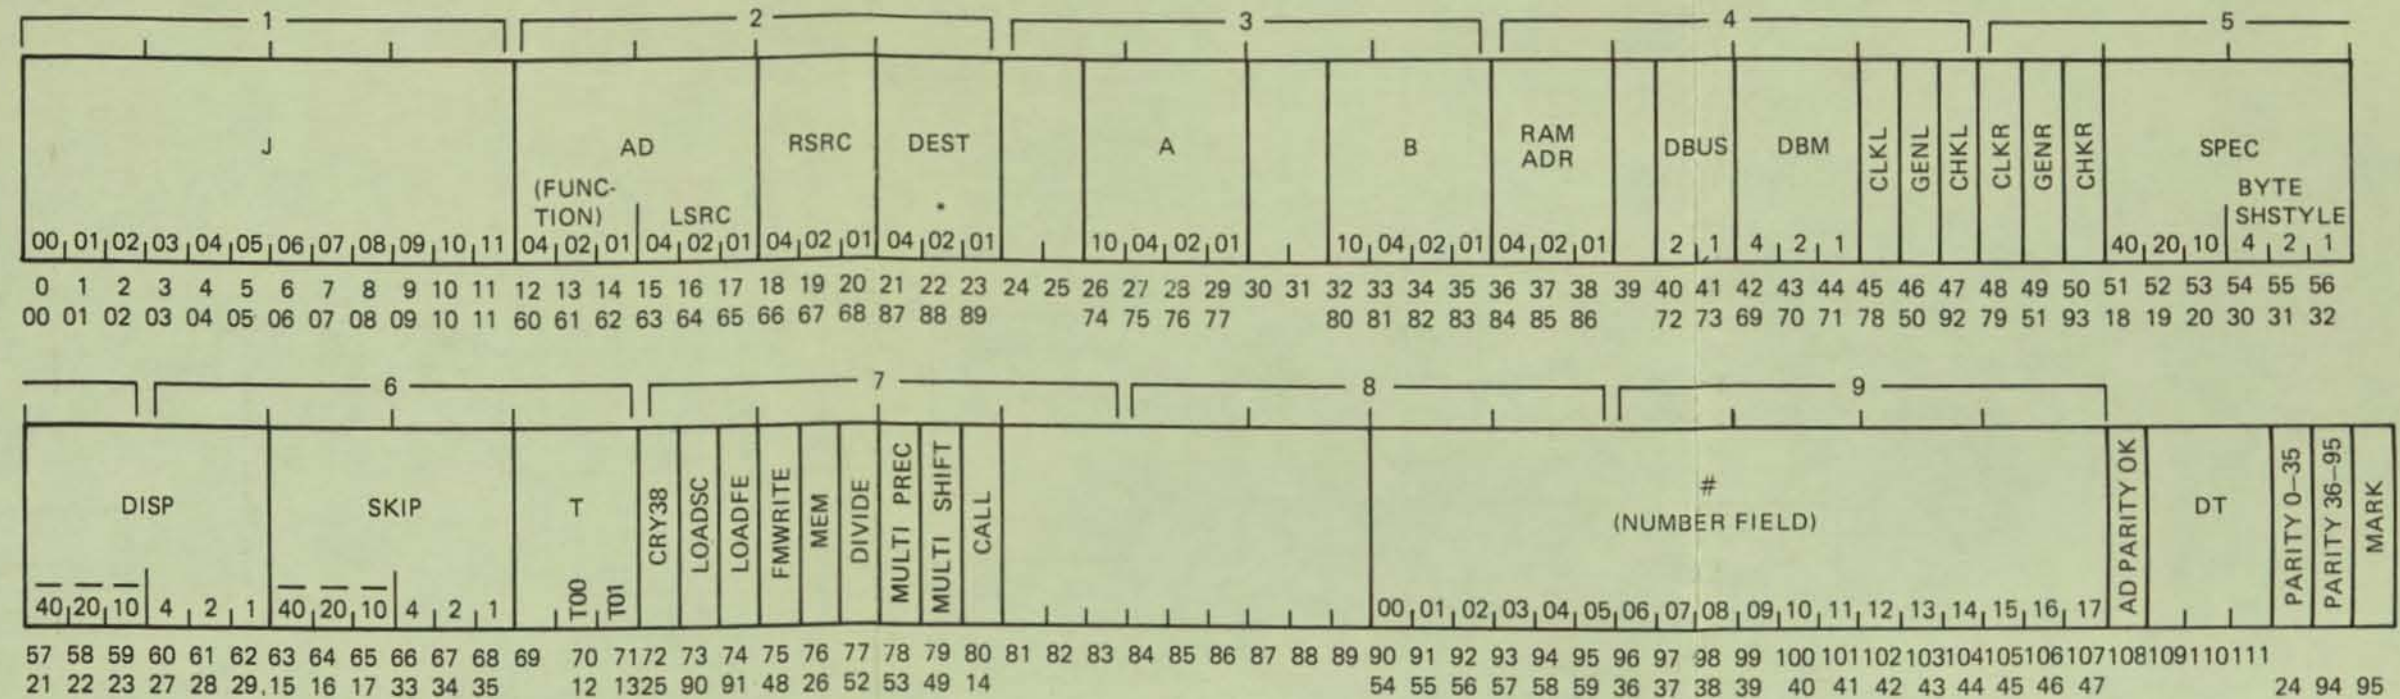 1 2 3 4 5
J AD RSRC DEST A B RAM ADR DBUS DBM CLKL GENL CHKL CLKR GENR CHKR SPEC
(FUNC-
TION) LSRC * BYTE
SHSTYLE
00 01 02 03 04 05 06 07 08 09 10 11 04 02 01 04 02 01 04 02 01 04 02 01 10 04 02 01 10 04 02 01 04 02 01 2 1 4 2 1 40 20 10 4 2 1
0 1 2 3 4 5 6 7 8 9 10 11 12 13 14 15 16 17 18 19 20 21 22 23 24 25 26 27 28 29 30 31 32 33 34 35 36 37 38 39 40 41 42 43 44 45 46 47 48 49 50 51 52 53 54 55 56
00 01 02 03 04 05 06 07 08 09 10 11 60 61 62 63 64 65 66 67 68 87 88 89 74 75 76 77 80 81 82 83 84 85 86 72 73 69 70 71 78 50 92 79 51 93 18 19 20 30 31 32
6 7 8 9
DISP SKIP T CRY38 LOADSC LOADFE FMWRITE MEM DIVIDE MULTI PREC MULTI SHIFT CALL # AD PARITY OK DT PARITY 0–35 PARITY 36–95 MARK
(NUMBER FIELD)
40 20 10 4 2 1 40 20 10 4 2 1 T00 T01 00 01 02 03 04 05 06 07 08 09 10 11 12 13 14 15 16 17
57 58 59 60 61 62 63 64 65 66 67 68 69 70 71 72 73 74 75 76 77 78 79 80 81 82 83 84 85 86 87 88 89 90 91 92 93 94 95 96 97 98 99 100 101 102 103 104 105 106 107 108 109 110 111
21 22 23 27 28 29 15 16 17 33 34 35 12 13 25 90 91 48 26 52 53 49 14 54 55 56 57 58 59 36 37 38 39 40 41 42 43 44 45 46 47 24 94 95